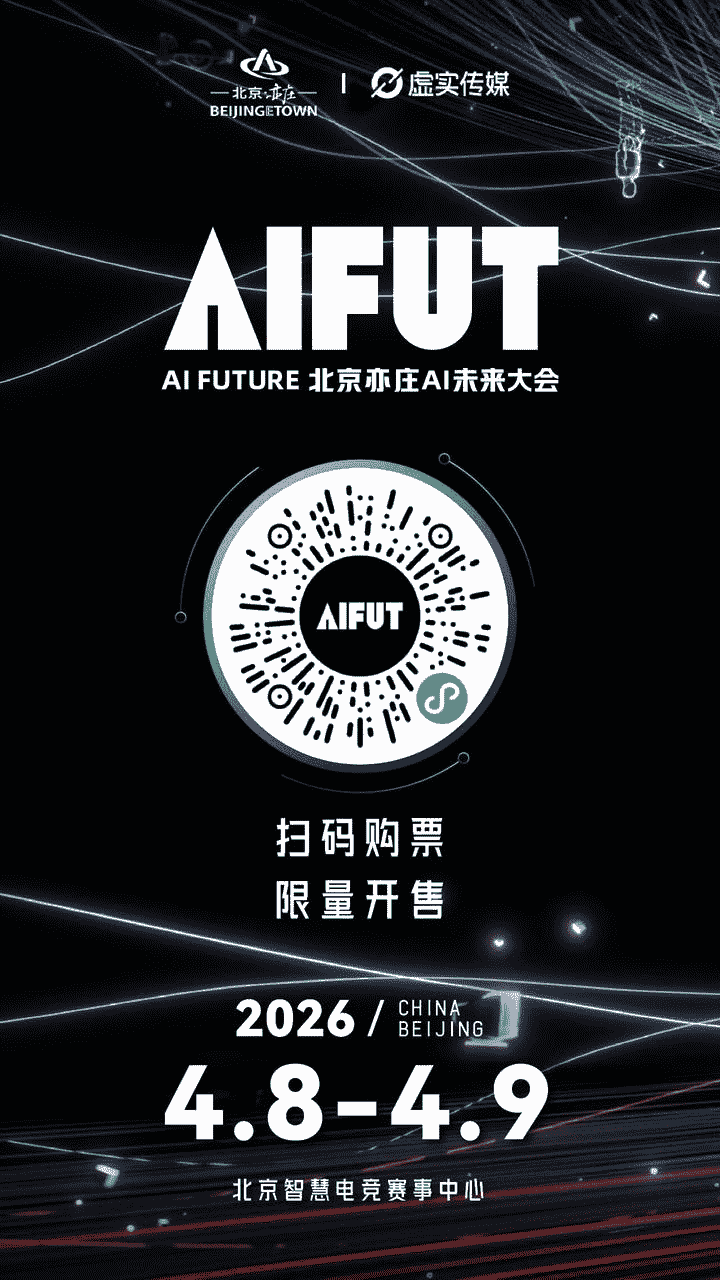 北京亦庄
BEIJING ETOWN
虚实传媒
AIFUT
AI FUTURE 北京亦庄AI未来大会
AIFUT
扫码购票
限量开售
2026 / CHINA
BEIJING
4.8-4.9
北京智慧电竞赛事中心